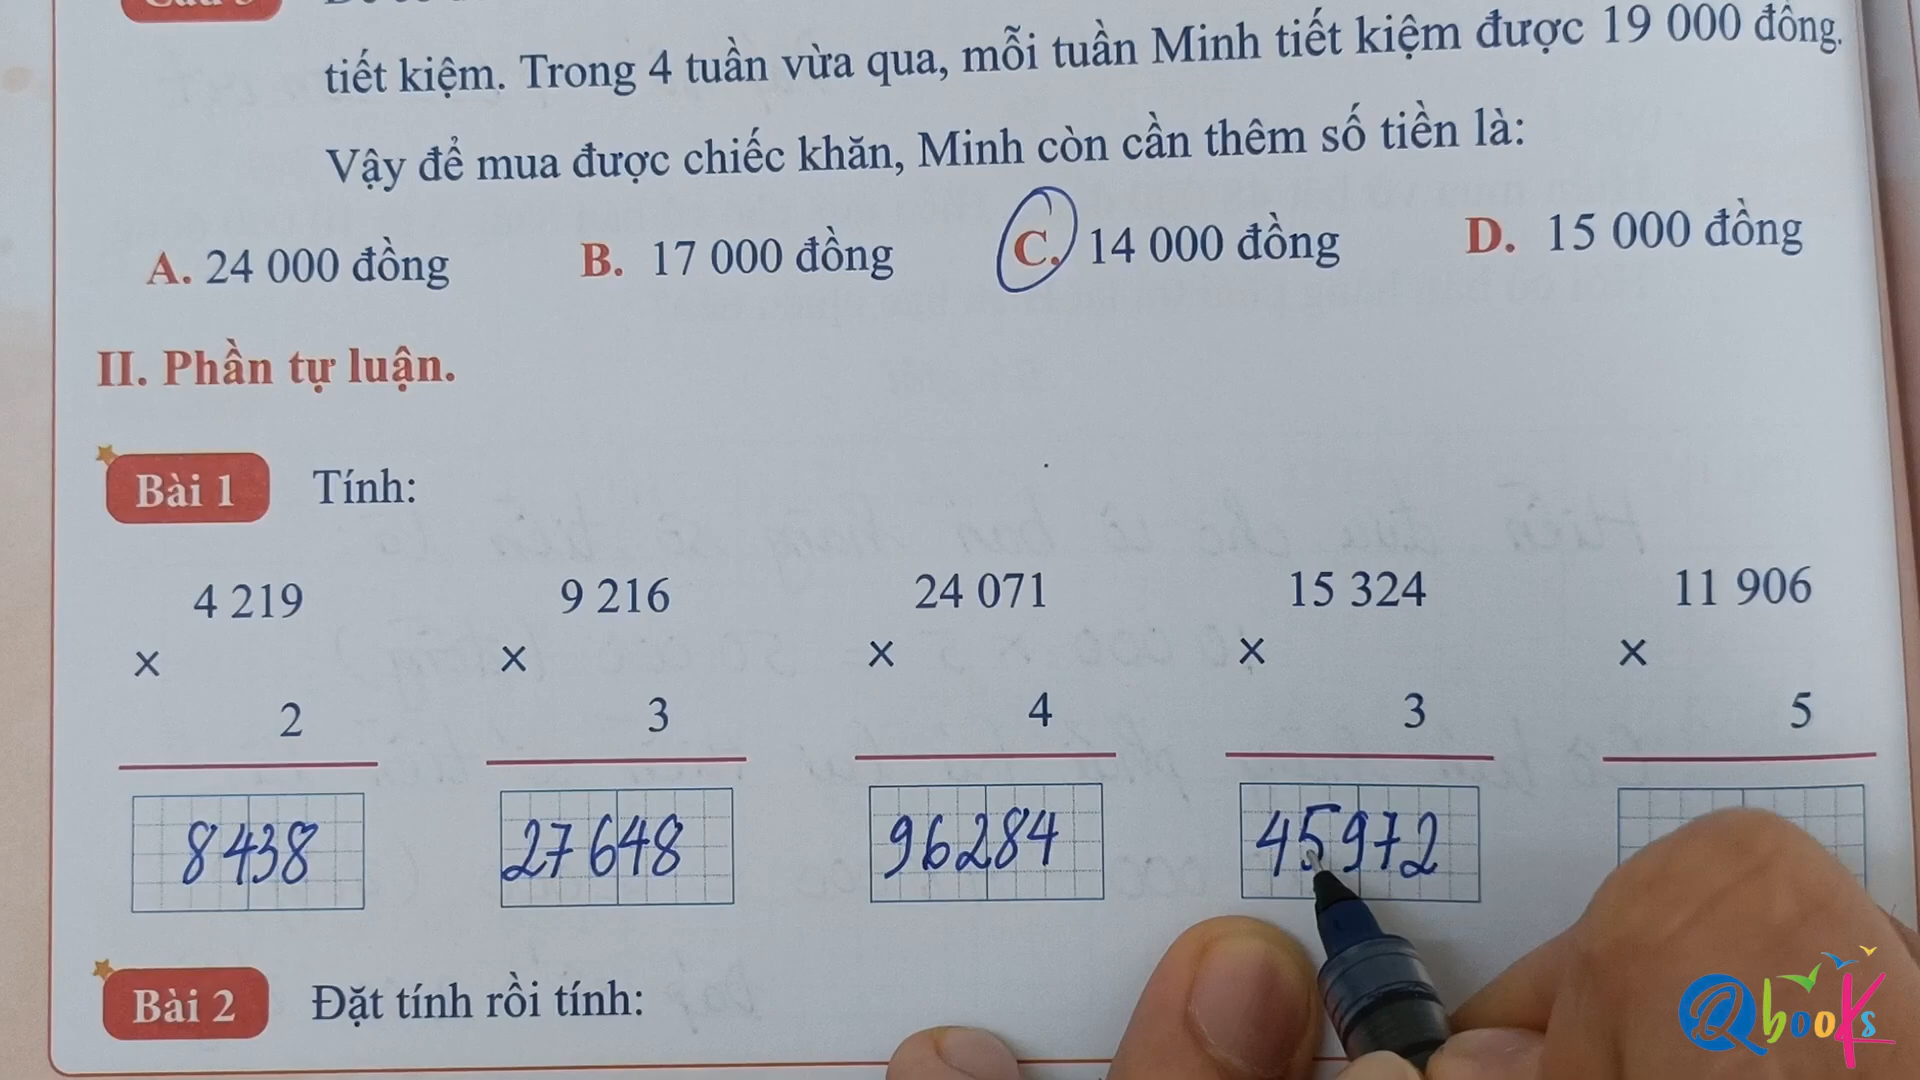 tiết kiệm. Trong 4 tuần vừa qua, mỗi tuần Minh tiết kiệm được 19 000 đồng.
Vậy để mua được chiếc khăn, Minh còn cần thêm số tiền là:
A. 24 000 đồng B. 17 000 đồng C. 14 000 đồng D. 15 000 đồng
II. Phần tự luận.
Bài 1 Tính:
4 219 9 216 24 071 15 324 11 906
× × × × ×
2 3 4 3 5
8438 27648 96284 45972
Bài 2 Đặt tính rồi tính:
Qbooks